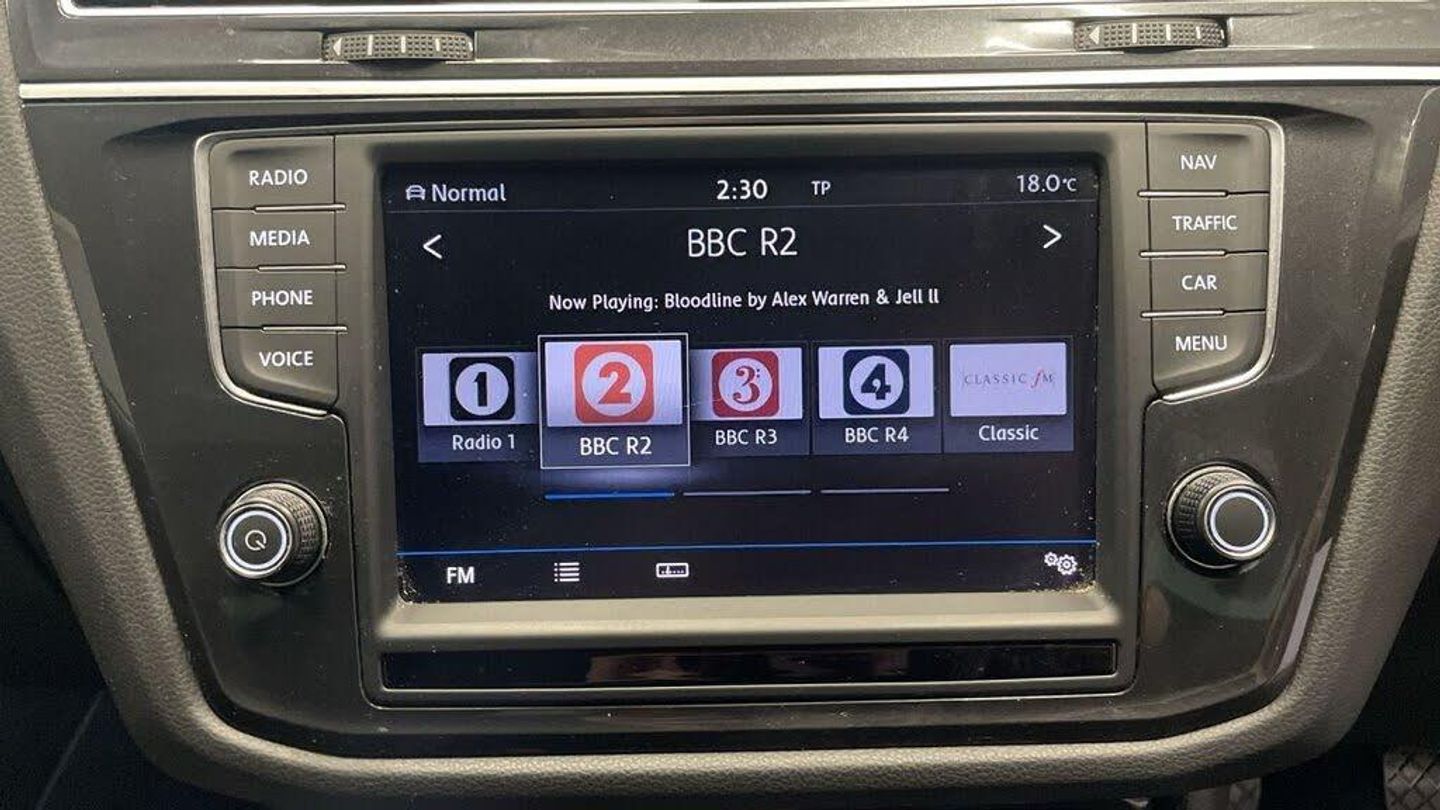 RADIO
MEDIA
PHONE
VOICE
Normal 2:30 TP 18.0°C
BBC R2
Now Playing: Bloodline by Alex Warren & Jell ll
1 2 3 4 CLASSIC fM
Radio 1 BBC R2 BBC R3 BBC R4 Classic
FM
NAV
TRAFFIC
CAR
MENU